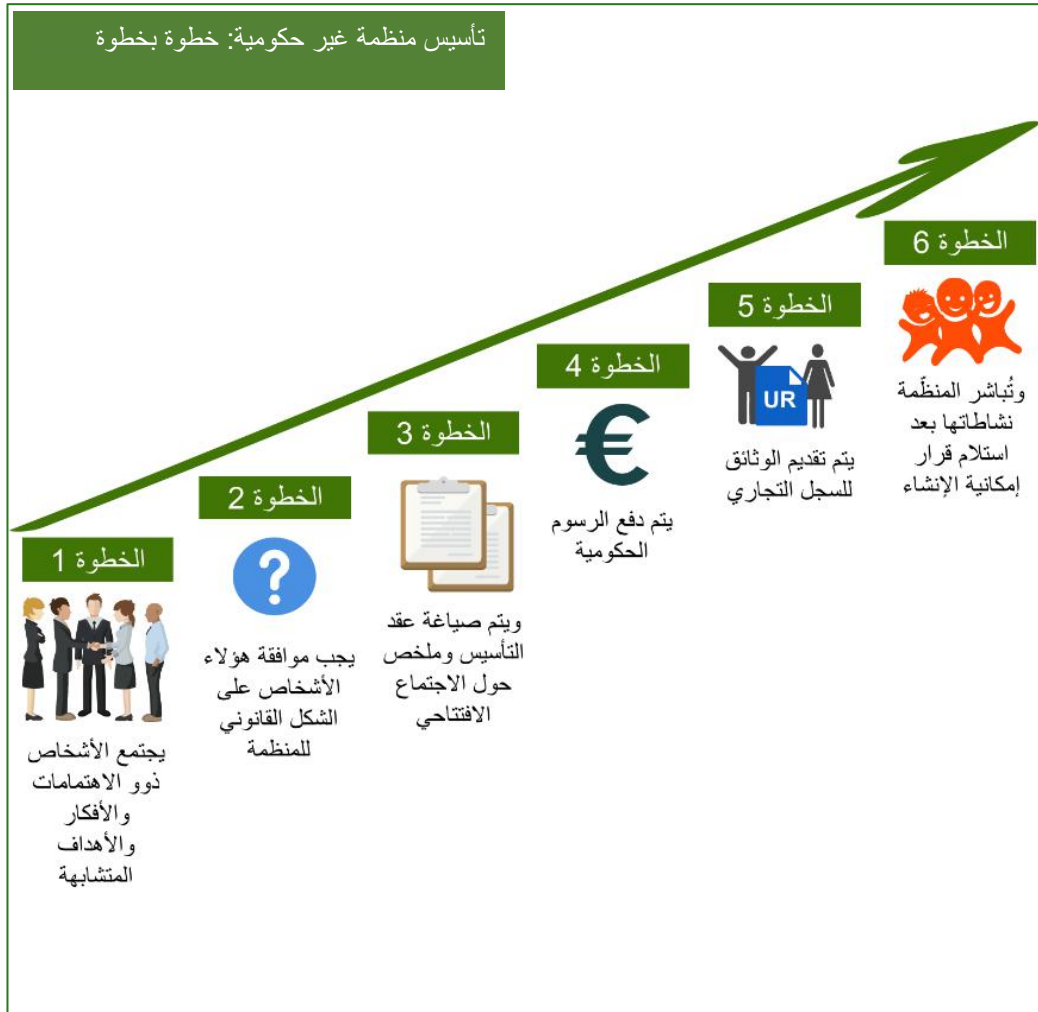 تأسيس منظمة غير حكومية: خطوة بخطوة
الخطوة 1
يجتمع الأشخاص
ذوو الاهتمامات
والأفكار
والأهداف
المتشابهة
الخطوة 2
?
يجب موافقة هؤلاء
الأشخاص على
الشكل القانوني
للمنظمة
الخطوة 3
ويتم صياغة عقد
التأسيس وملخص
حول الاجتماع
الافتتاحي
الخطوة 4
€
يتم دفع الرسوم
الحكومية
الخطوة 5
UR
يتم تقديم الوثائق
للسجل التجاري
الخطوة 6
وتُباشر المنظّمة
نشاطاتها بعد
استلام قرار
إمكانية الإنشاء